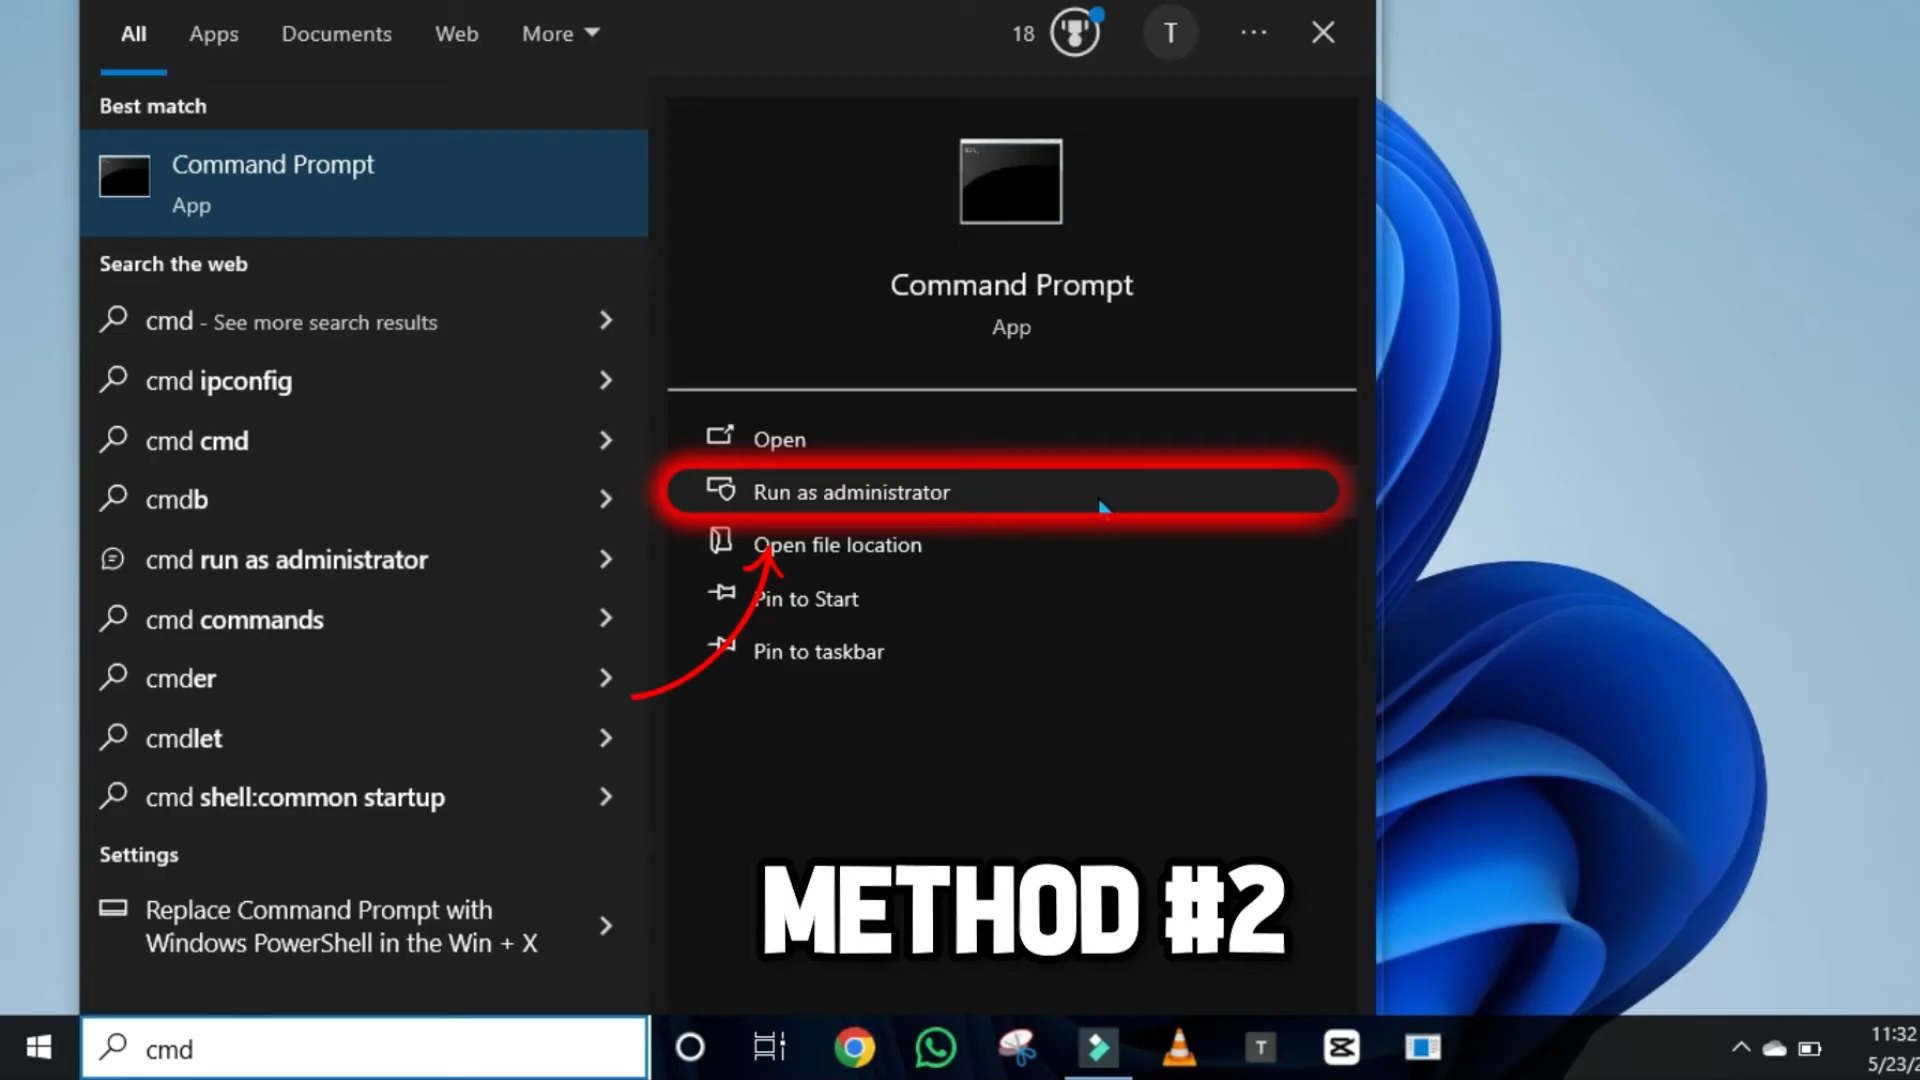 All Apps Documents Web More 18 T
Best match
Command Prompt
App
Search the web
cmd - See more search results
cmd ipconfig
cmd cmd
cmdb
cmd run as administrator
cmd commands
cmder
cmdlet
cmd shell:common startup
Settings
Replace Command Prompt with
Windows PowerShell in the Win + X
Command Prompt
App
Open
Run as administrator
Open file location
Pin to Start
Pin to taskbar
METHOD #2
cmd
T
11:32
5/23/2